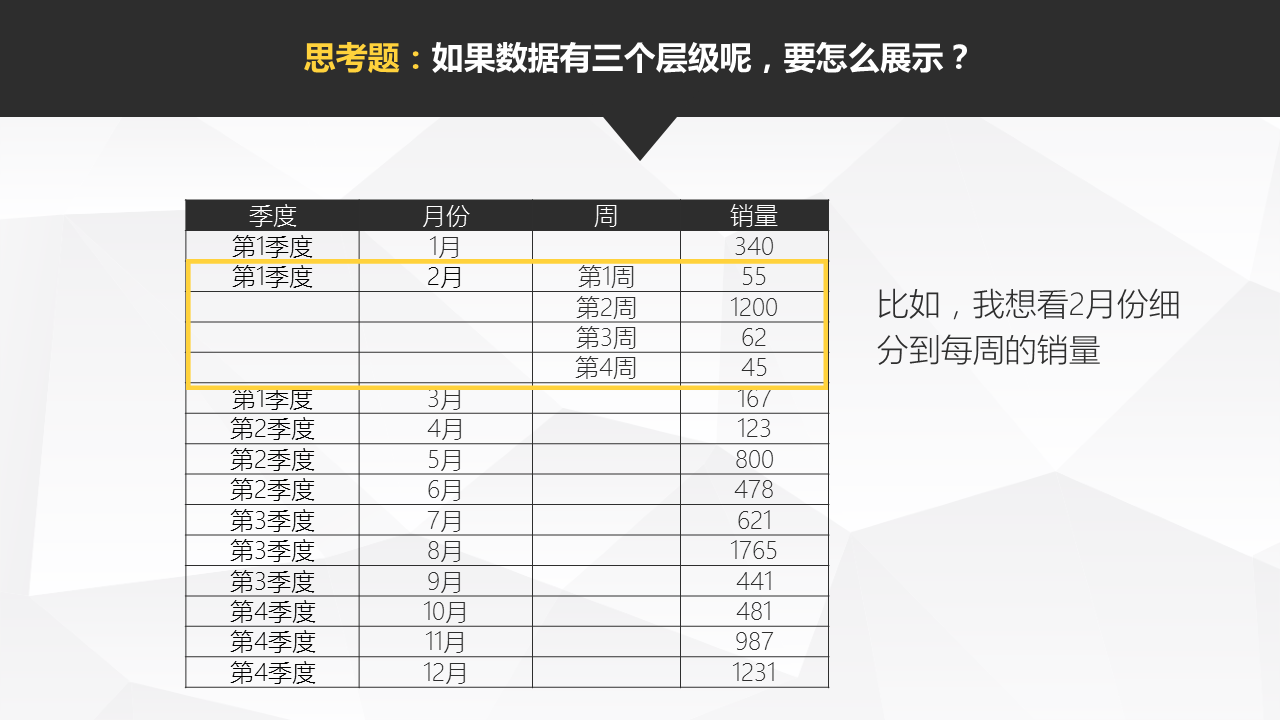 思考题：如果数据有三个层级呢，要怎么展示？
季度 月份 周 销量
第1季度 1月 340
第1季度 2月 第1周 55
第2周 1200
第3周 62
第4周 45
第1季度 3月 167
第2季度 4月 123
第2季度 5月 800
第2季度 6月 478
第3季度 7月 621
第3季度 8月 1765
第3季度 9月 441
第4季度 10月 481
第4季度 11月 987
第4季度 12月 1231
比如，我想看2月份细
分到每周的销量